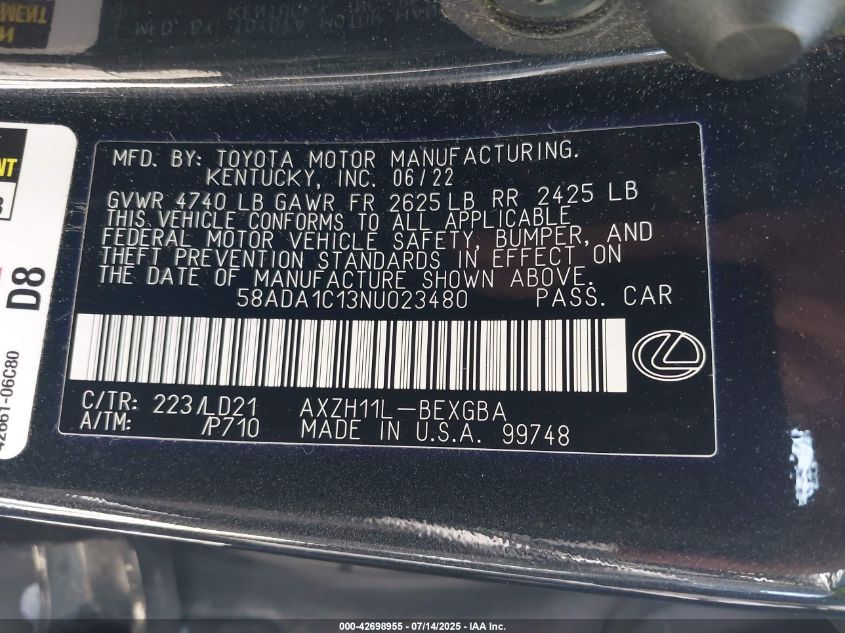 MFD. BY: TOYOTA MOTOR MANUFACTURING.
KENTUCKY, INC. 06/22
GVWR 4740 LB GAWR FR 2625 LB RR 2425 LB
THIS VEHICLE CONFORMS TO ALL APPLICABLE
FEDERAL MOTOR VEHICLE SAFETY, BUMPER, AND
THEFT PREVENTION STANDARDS IN EFFECT ON
THE DATE OF MANUFACTURE SHOWN ABOVE.
58ADA1C13NU023480 PASS. CAR
C/TR: 223/LD21 AXZH11L-BEXGBA
A/TM: /P710 MADE IN U.S.A. 99748
D8
42661-06C80
000-42698955 - 07/14/2025 - IAA Inc.